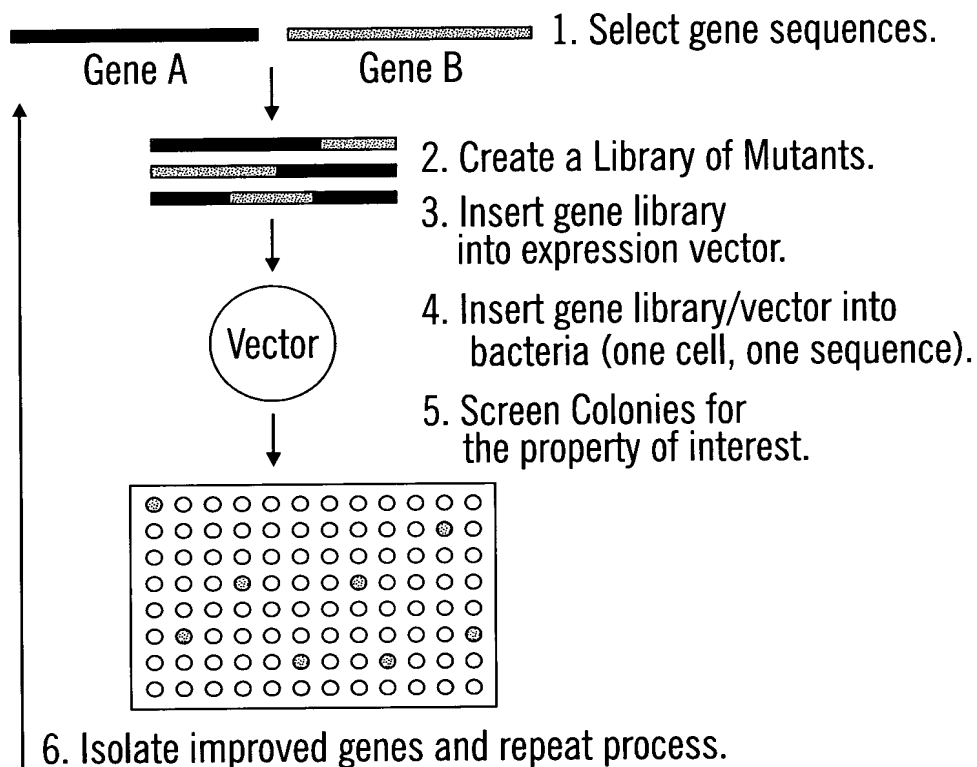 1. Select gene sequences.
Gene A
Gene B
2. Create a Library of Mutants.
3. Insert gene library
into expression vector.
Vector
4. Insert gene library/vector into
bacteria (one cell, one sequence).
5. Screen Colonies for
the property of interest.
6. Isolate improved genes and repeat process.